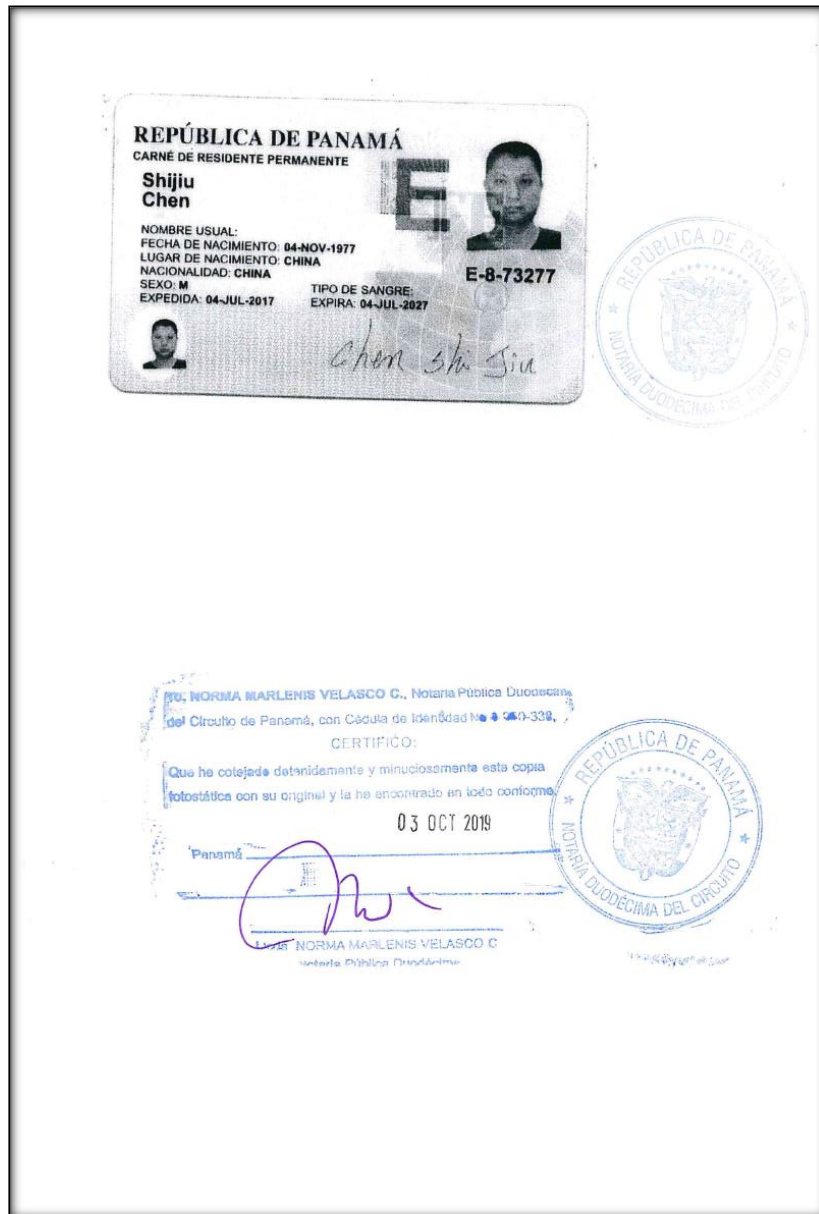 REPÚBLICA DE PANAMÁ
CARNÉ DE RESIDENTE PERMANENTE
Shijiu
Chen
NOMBRE USUAL:
FECHA DE NACIMIENTO: 04-NOV-1977
LUGAR DE NACIMIENTO: CHINA
NACIONALIDAD: CHINA
SEXO: M
TIPO DE SANGRE:
EXPEDIDA: 04-JUL-2017
EXPIRA: 04-JUL-2027
E
E-8-73277
Chen Shi Jiu
REPÚBLICA DE PANAMÁ
NOTARÍA DUODÉCIMA DEL CIRCUITO
NORMA MARLENIS VELASCO C., Notaria Pública Duodécima
del Circuito de Panamá, con Cédula de Identidad No
CERTIFICO:
Que he cotejado detenidamente y minuciosamente esta copia
fotostática con su original y la he encontrado en todo conforme.
03 OCT 2019
Panamá
NORMA MARLENIS VELASCO C
Notaria Pública Duodécima
REPÚBLICA DE PANAMÁ
NOTARÍA DUODÉCIMA DEL CIRCUITO